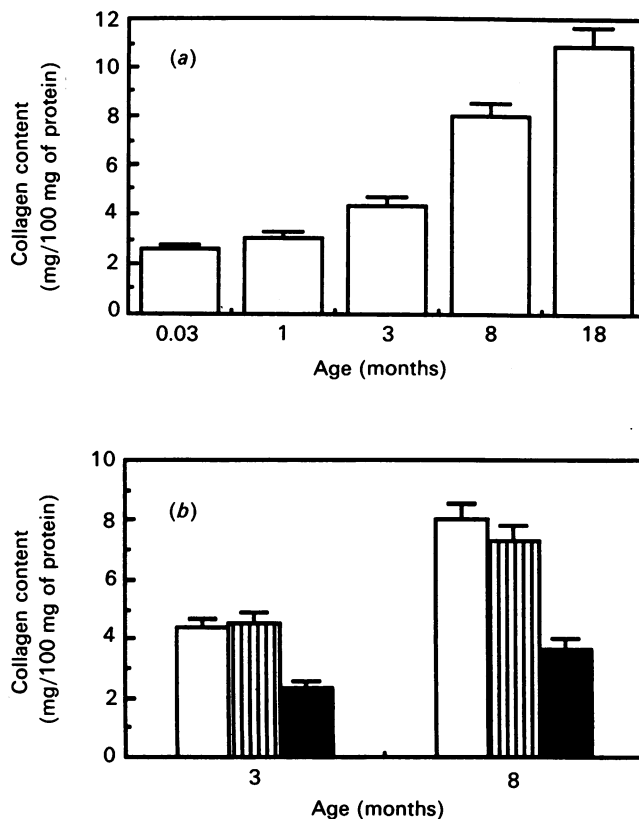 12
10
8
6
4
2
0
(a)
Collagen content
(mg/100 mg of protein)
0.03 1 3 8 18
Age (months)
10
8
6
4
2
0
(b)
Collagen content
(mg/100 mg of protein)
3 8
Age (months)